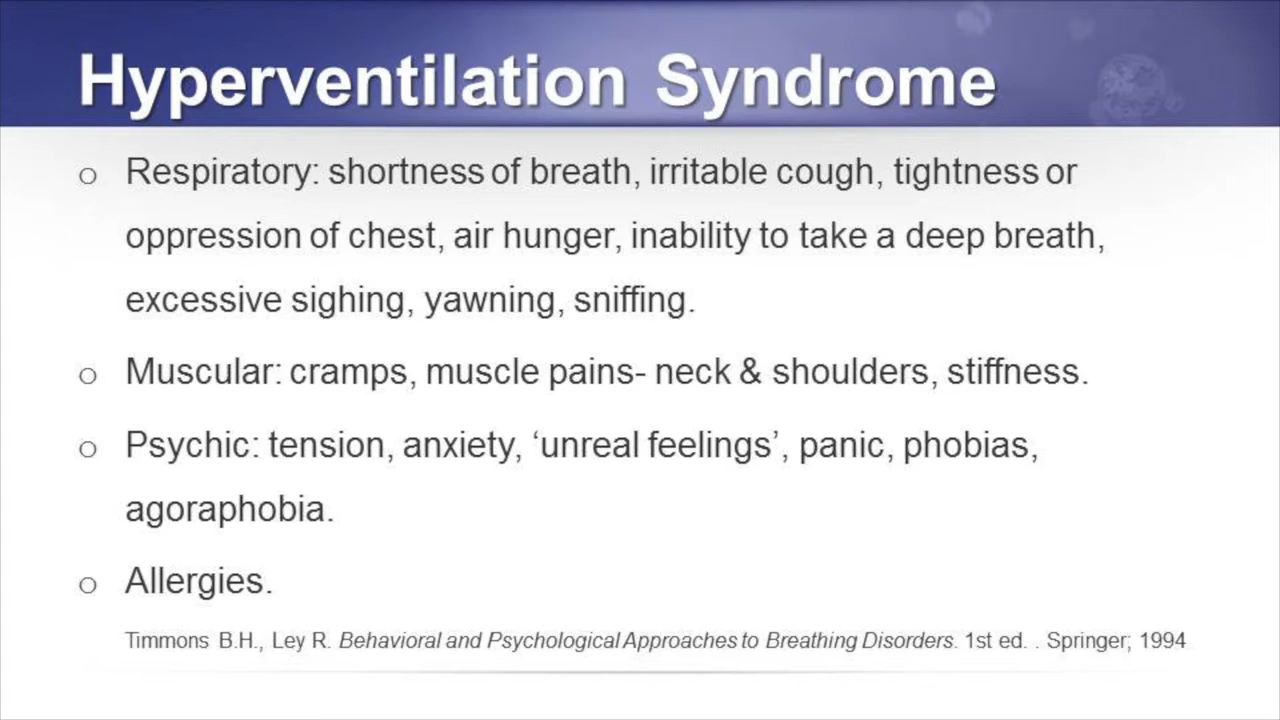 Hyperventilation Syndrome
o Respiratory: shortness of breath, irritable cough, tightness or
oppression of chest, air hunger, inability to take a deep breath,
excessive sighing, yawning, sniffing.
o Muscular: cramps, muscle pains- neck & shoulders, stiffness.
o Psychic: tension, anxiety, ‘unreal feelings’, panic, phobias,
agoraphobia.
o Allergies.
Timmons B.H., Ley R. Behavioral and Psychological Approaches to Breathing Disorders. 1st ed. . Springer; 1994